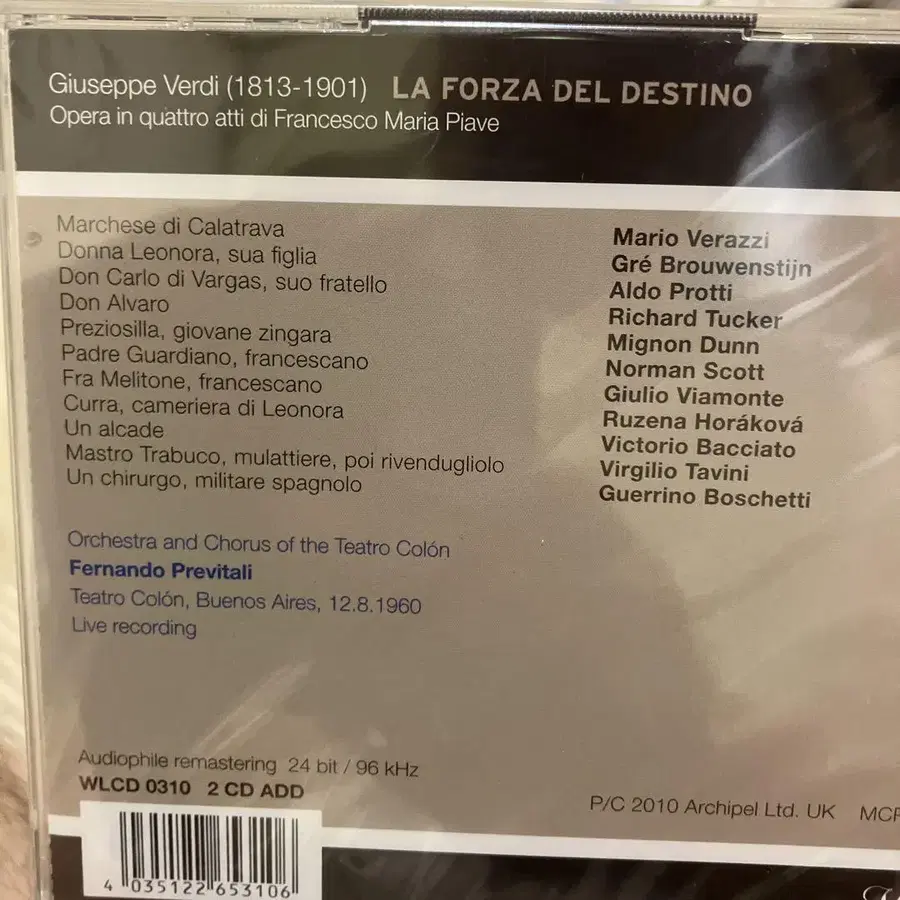 Giuseppe Verdi (1813-1901) LA FORZA DEL DESTINO
Opera in quattro atti di Francesco Maria Piave
Marchese di Calatrava Mario Verazzi
Donna Leonora, sua figlia Gré Brouwenstijn
Don Carlo di Vargas, suo fratello Aldo Protti
Don Alvaro Richard Tucker
Preziosilla, giovane zingara Mignon Dunn
Padre Guardiano, francescano Norman Scott
Fra Melitone, francescano Giulio Viamonte
Curra, cameriera di Leonora Ruzena Horáková
Un alcade Victorio Bacciato
Mastro Trabuco, mulattiere, poi rivendugliolo Virgilio Tavini
Un chirurgo, militare spagnolo Guerrino Boschetti
Orchestra and Chorus of the Teatro Colón
Fernando Previtali
Teatro Colón, Buenos Aires, 12.8.1960
Live recording
Audiophile remastering 24 bit / 96 kHz
WLCD 0310 2 CD ADD
P/C 2010 Archipel Ltd. UK
4 035122 653106